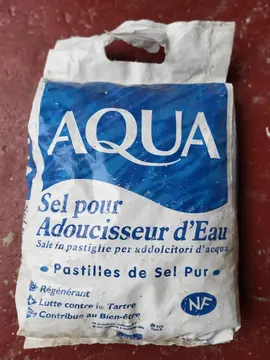 AQUA
Sel pour
Adoucisseur d'Eau
Sale in pastiglie per addolcitori d'acqua
• Pastilles de Sel Pur •
Régénérant
Lutte contre le Tartre
Contribue au Bien-être
NF